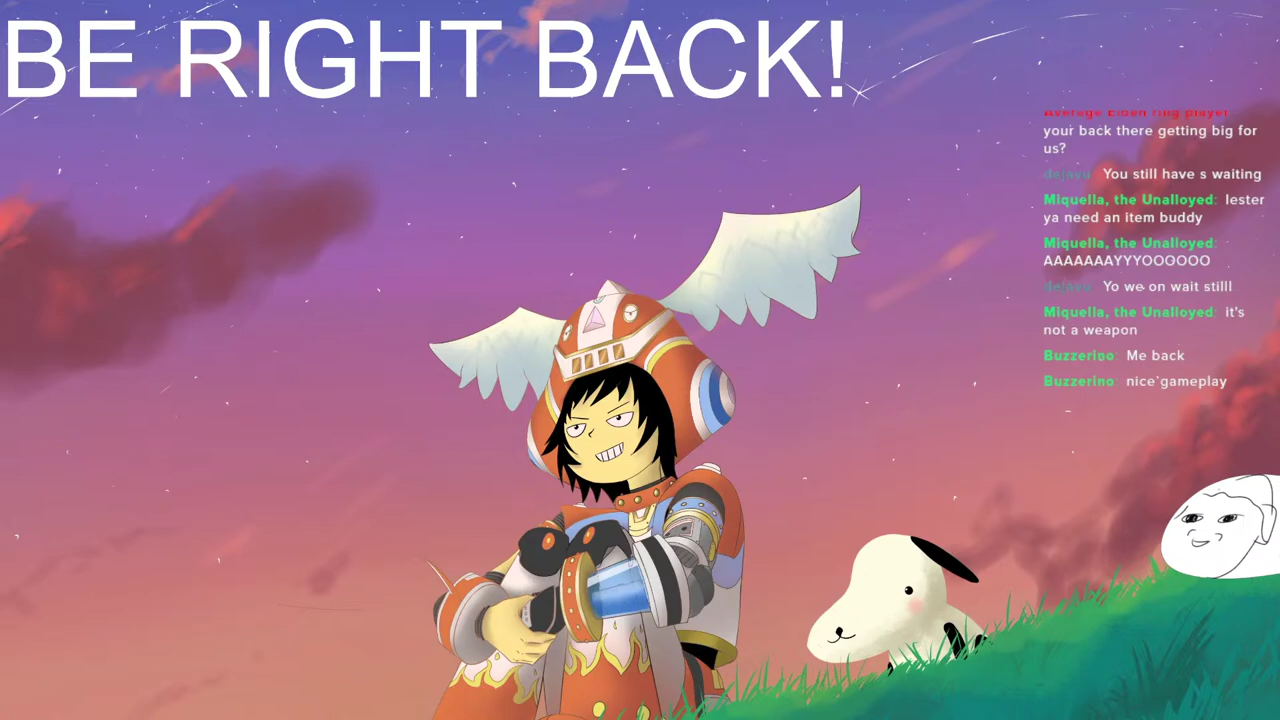 BE RIGHT BACK!
Average Elden ring player
your back there getting big for
us?
dejavu: You still have s waiting
Miquella, the Unalloyed: lester
ya need an item buddy
Miquella, the Unalloyed:
AAAAAAAYYYOOOOOO
dejavu: Yo we on wait stilll
Miquella, the Unalloyed: it's
not a weapon
Buzzerino: Me back
Buzzerino: nice gameplay